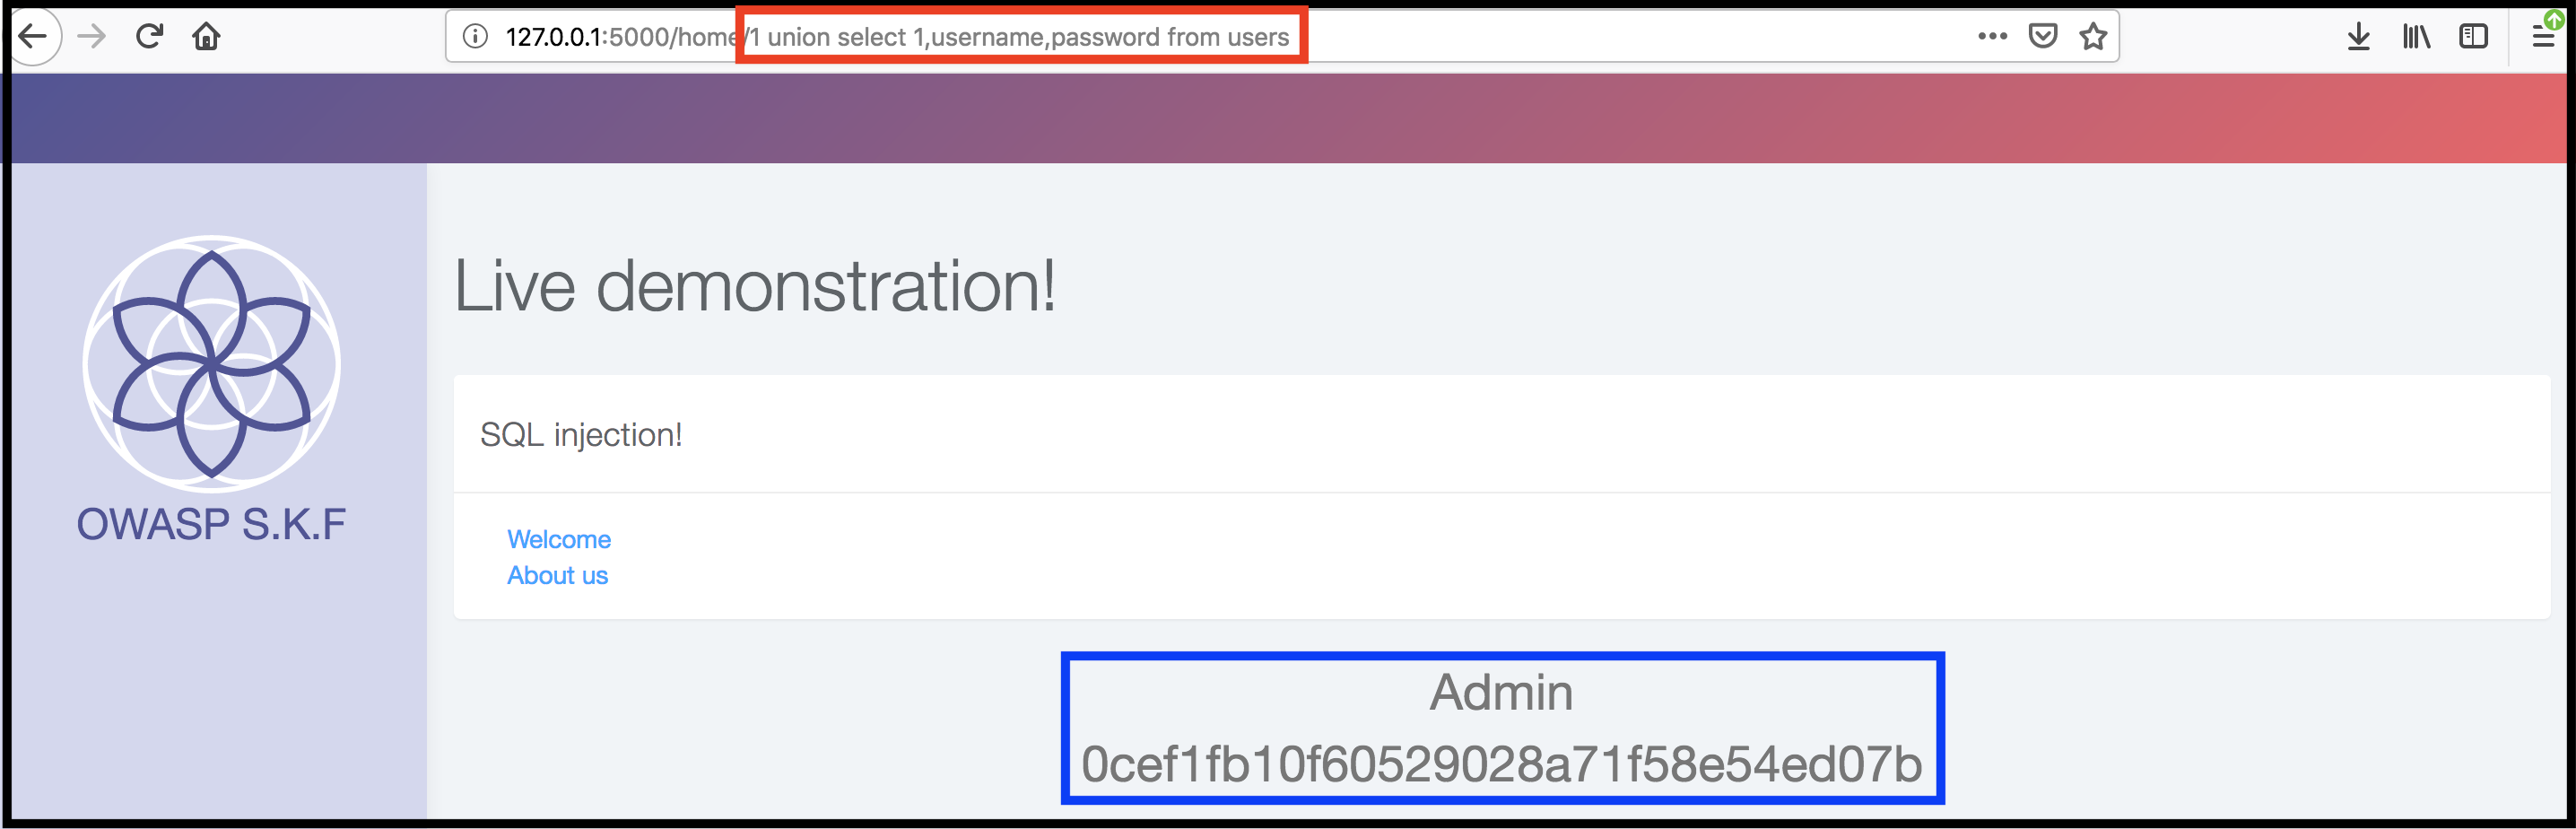 127.0.0.1:5000/home/1 union select 1,username,password from users
Live demonstration!
SQL injection!
OWASP S.K.F
Welcome
About us
Admin
0cef1fb10f60529028a71f58e54ed07b